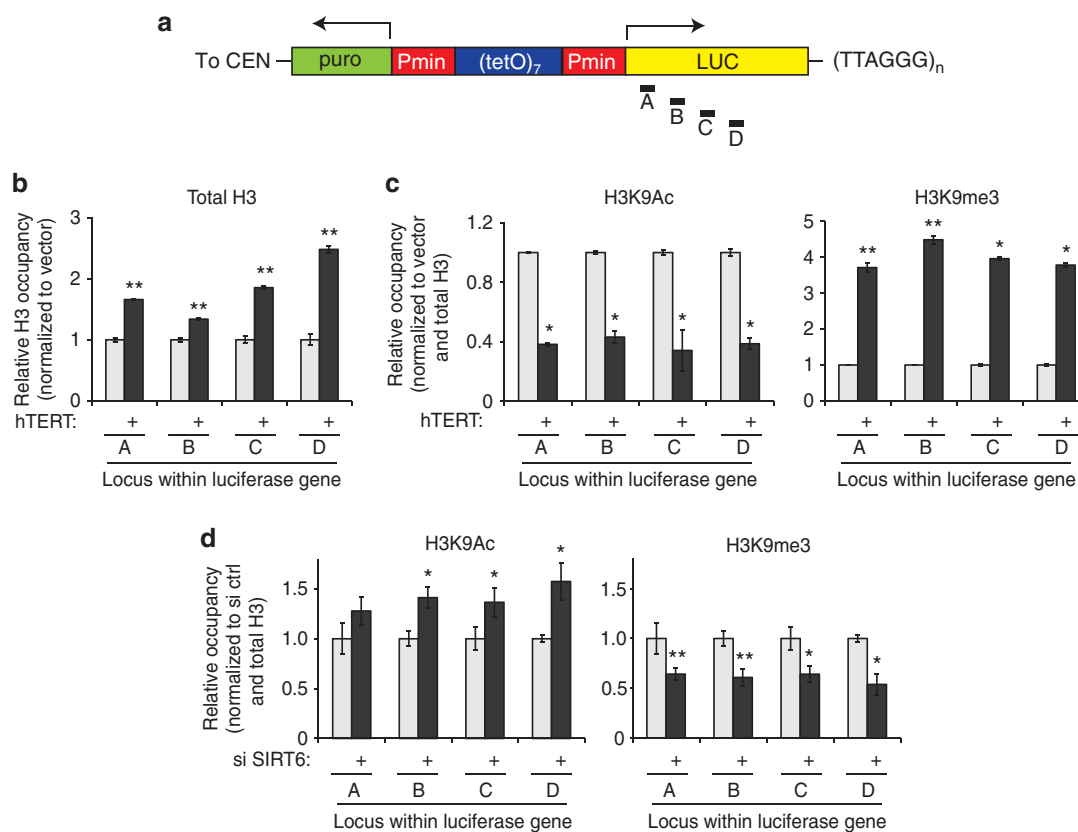 a
To CEN
puro
Pmin
(tetO)7
Pmin
LUC
(TTAGGG)n
A
B
C
D
b
Total H3
Relative H3 occupancy
(normalized to vector)
3
2
1
0
**
**
**
**
hTERT:
+
+
+
+
A
B
C
D
Locus within luciferase gene
c
H3K9Ac
Relative occupancy
(normalized to vector
and total H3)
1.2
0.8
0.4
0
*
*
*
*
hTERT:
+
+
+
+
A
B
C
D
Locus within luciferase gene
H3K9me3
5
4
3
2
1
0
**
**
*
*
+
+
+
+
A
B
C
D
Locus within luciferase gene
d
H3K9Ac
Relative occupancy
(normalized to si ctrl
and total H3)
1.5
1.0
0.5
0
*
*
*
si SIRT6:
+
+
+
+
A
B
C
D
Locus within luciferase gene
H3K9me3
1.5
1.0
0.5
0
**
**
*
*
+
+
+
+
A
B
C
D
Locus within luciferase gene